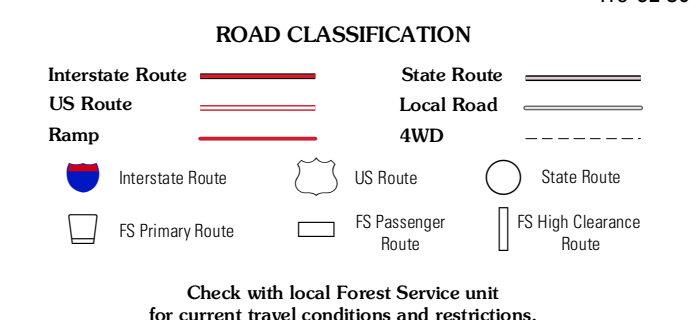 ROAD CLASSIFICATION
Interstate Route
State Route
US Route
Local Road
Ramp
4WD
Interstate Route
US Route
State Route
FS Primary Route
FS Passenger
Route
FS High Clearance
Route
Check with local Forest Service unit
for current travel conditions and restrictions.